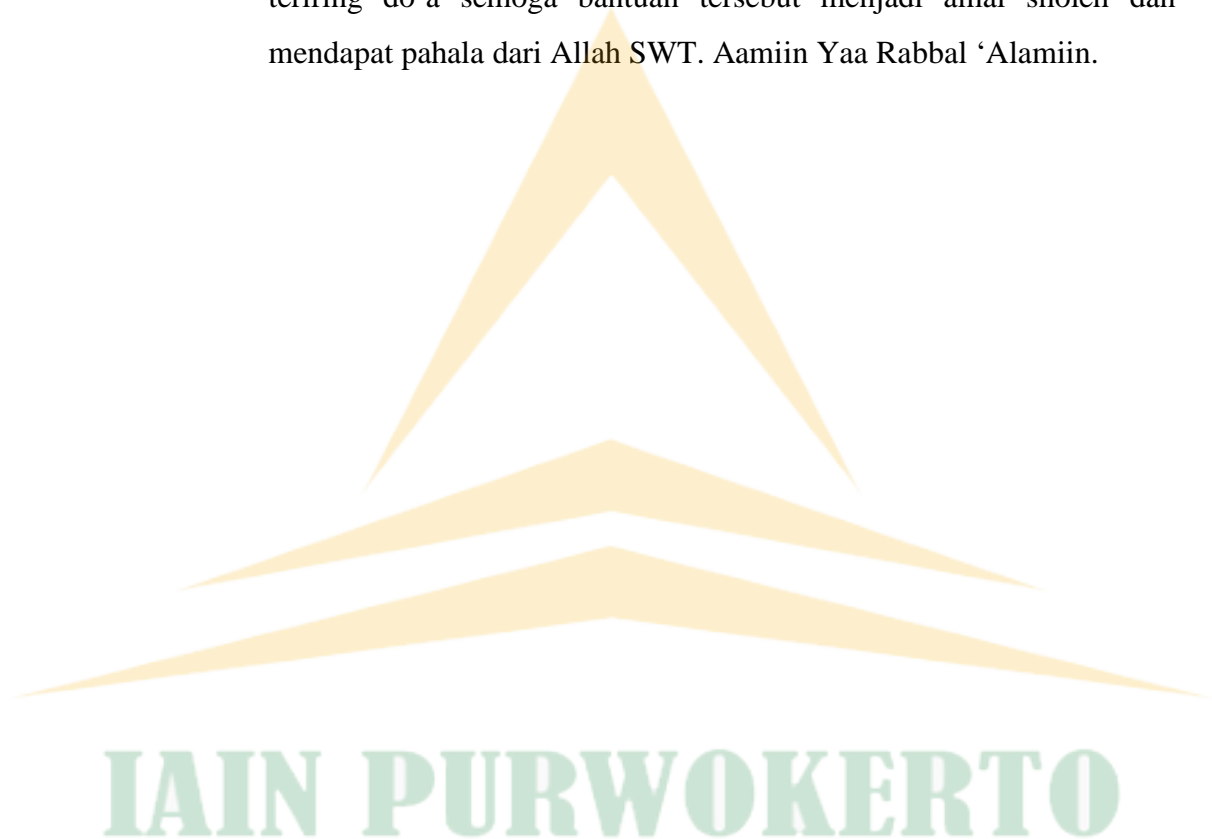 teriring do'a semoga bantuan tersebut menjadi amal sholeh dan
mendapat pahala dari Allah SWT. Aamiin Yaa Rabbal ‘Alamiin.
IAIN PURWOKERTO